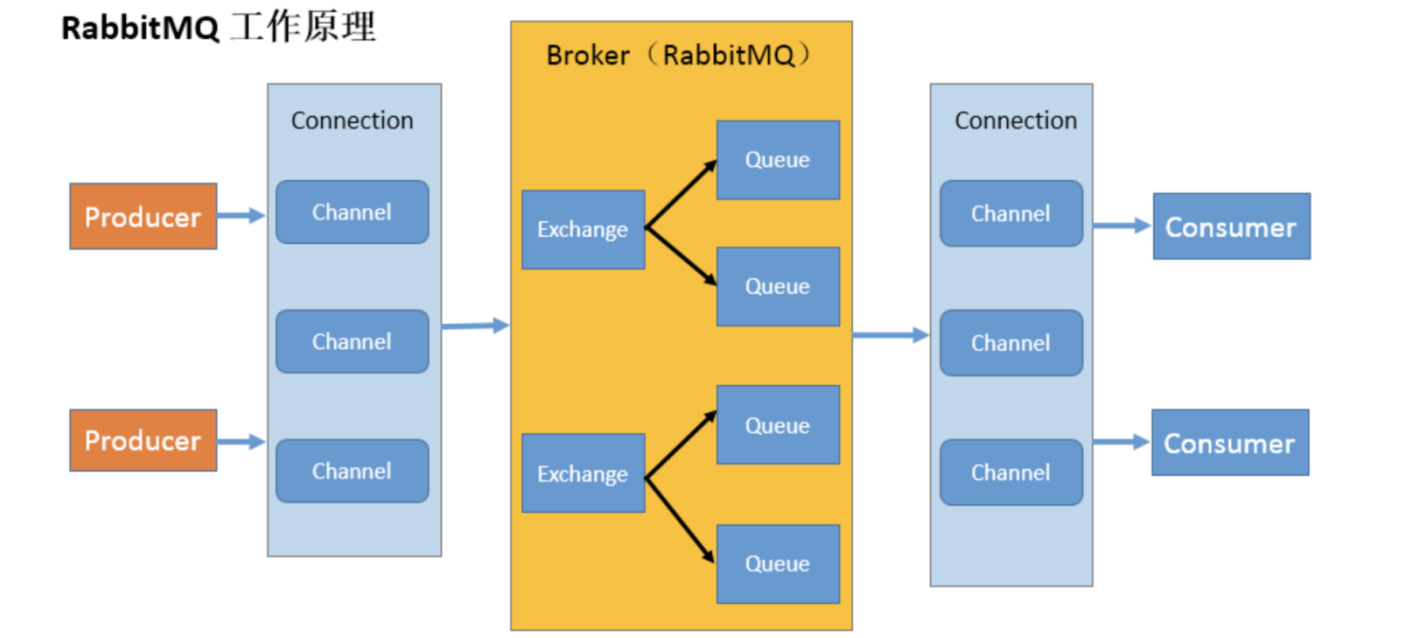 RabbitMQ 工作原理
Producer
Producer
Connection
Channel
Channel
Channel
Broker（RabbitMQ）
Exchange
Queue
Queue
Exchange
Queue
Queue
Connection
Channel
Channel
Channel
Consumer
Consumer